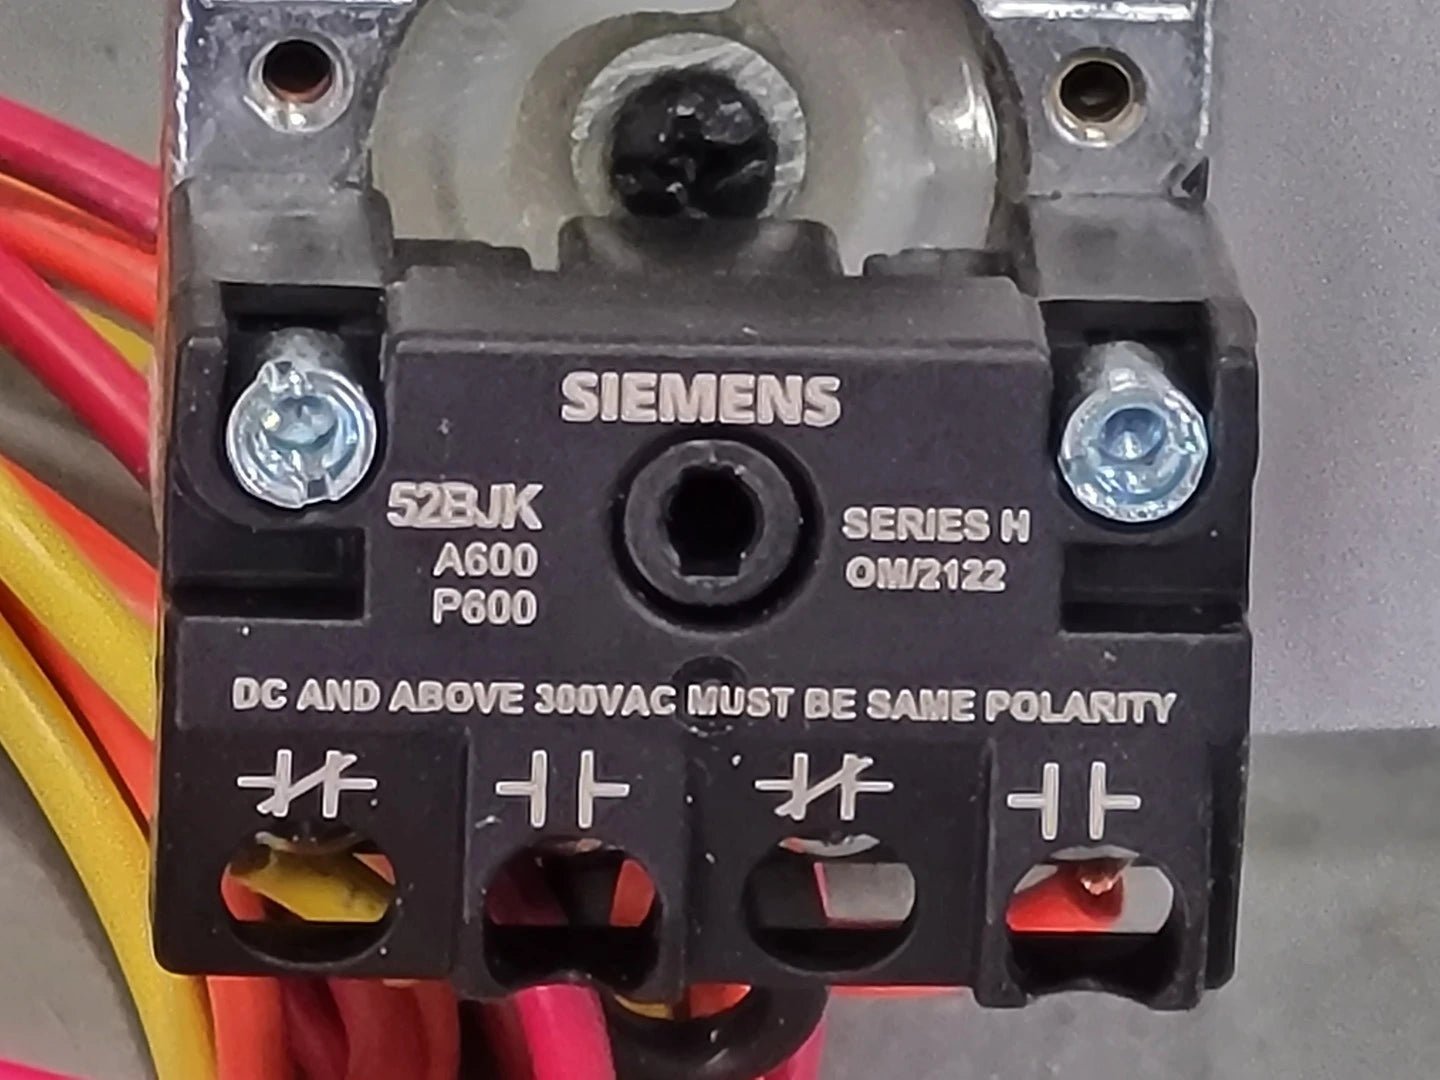 SIEMENS
52BJK
A600
P600
SERIES H
OM/2122
DC AND ABOVE 300VAC MUST BE SAME POLARITY